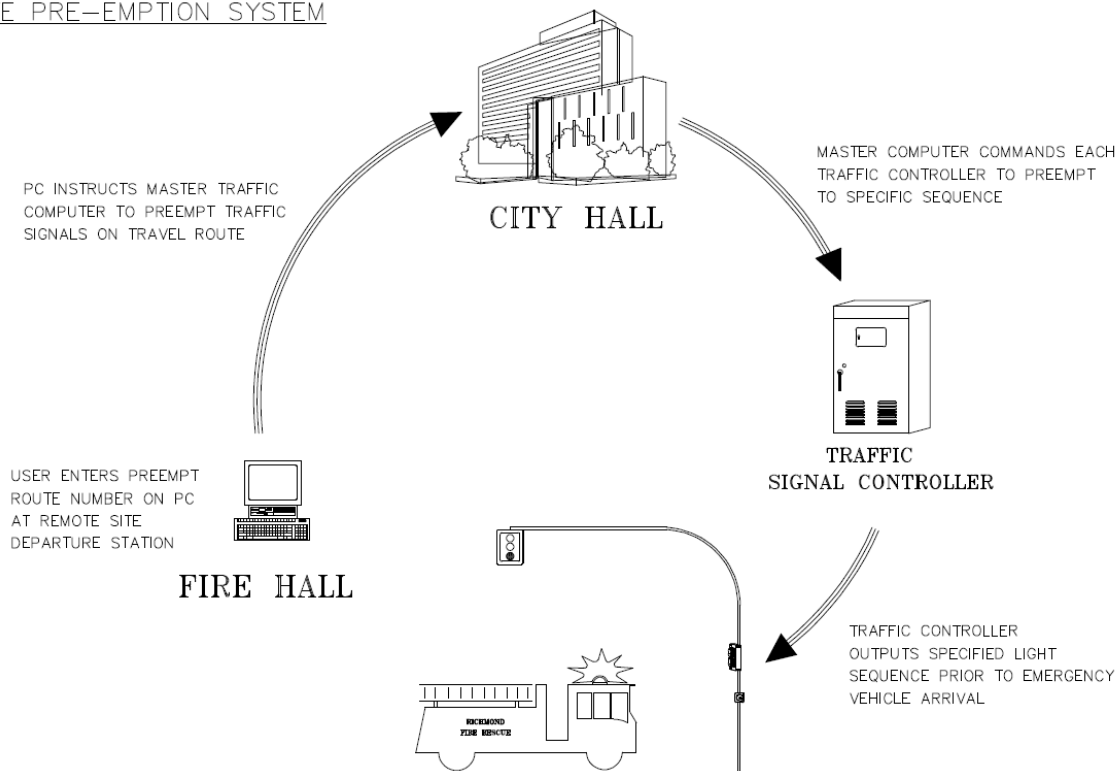 E PRE-EMPTION SYSTEM
PC INSTRUCTS MASTER TRAFFIC
COMPUTER TO PREEMPT TRAFFIC
SIGNALS ON TRAVEL ROUTE
CITY HALL
MASTER COMPUTER COMMANDS EACH
TRAFFIC CONTROLLER TO PREEMPT
TO SPECIFIC SEQUENCE
TRAFFIC
SIGNAL CONTROLLER
USER ENTERS PREEMPT
ROUTE NUMBER ON PC
AT REMOTE SITE
DEPARTURE STATION
FIRE HALL
TRAFFIC CONTROLLER
OUTPUTS SPECIFIED LIGHT
SEQUENCE PRIOR TO EMERGENCY
VEHICLE ARRIVAL
RICHMOND
FIRE RESCUE